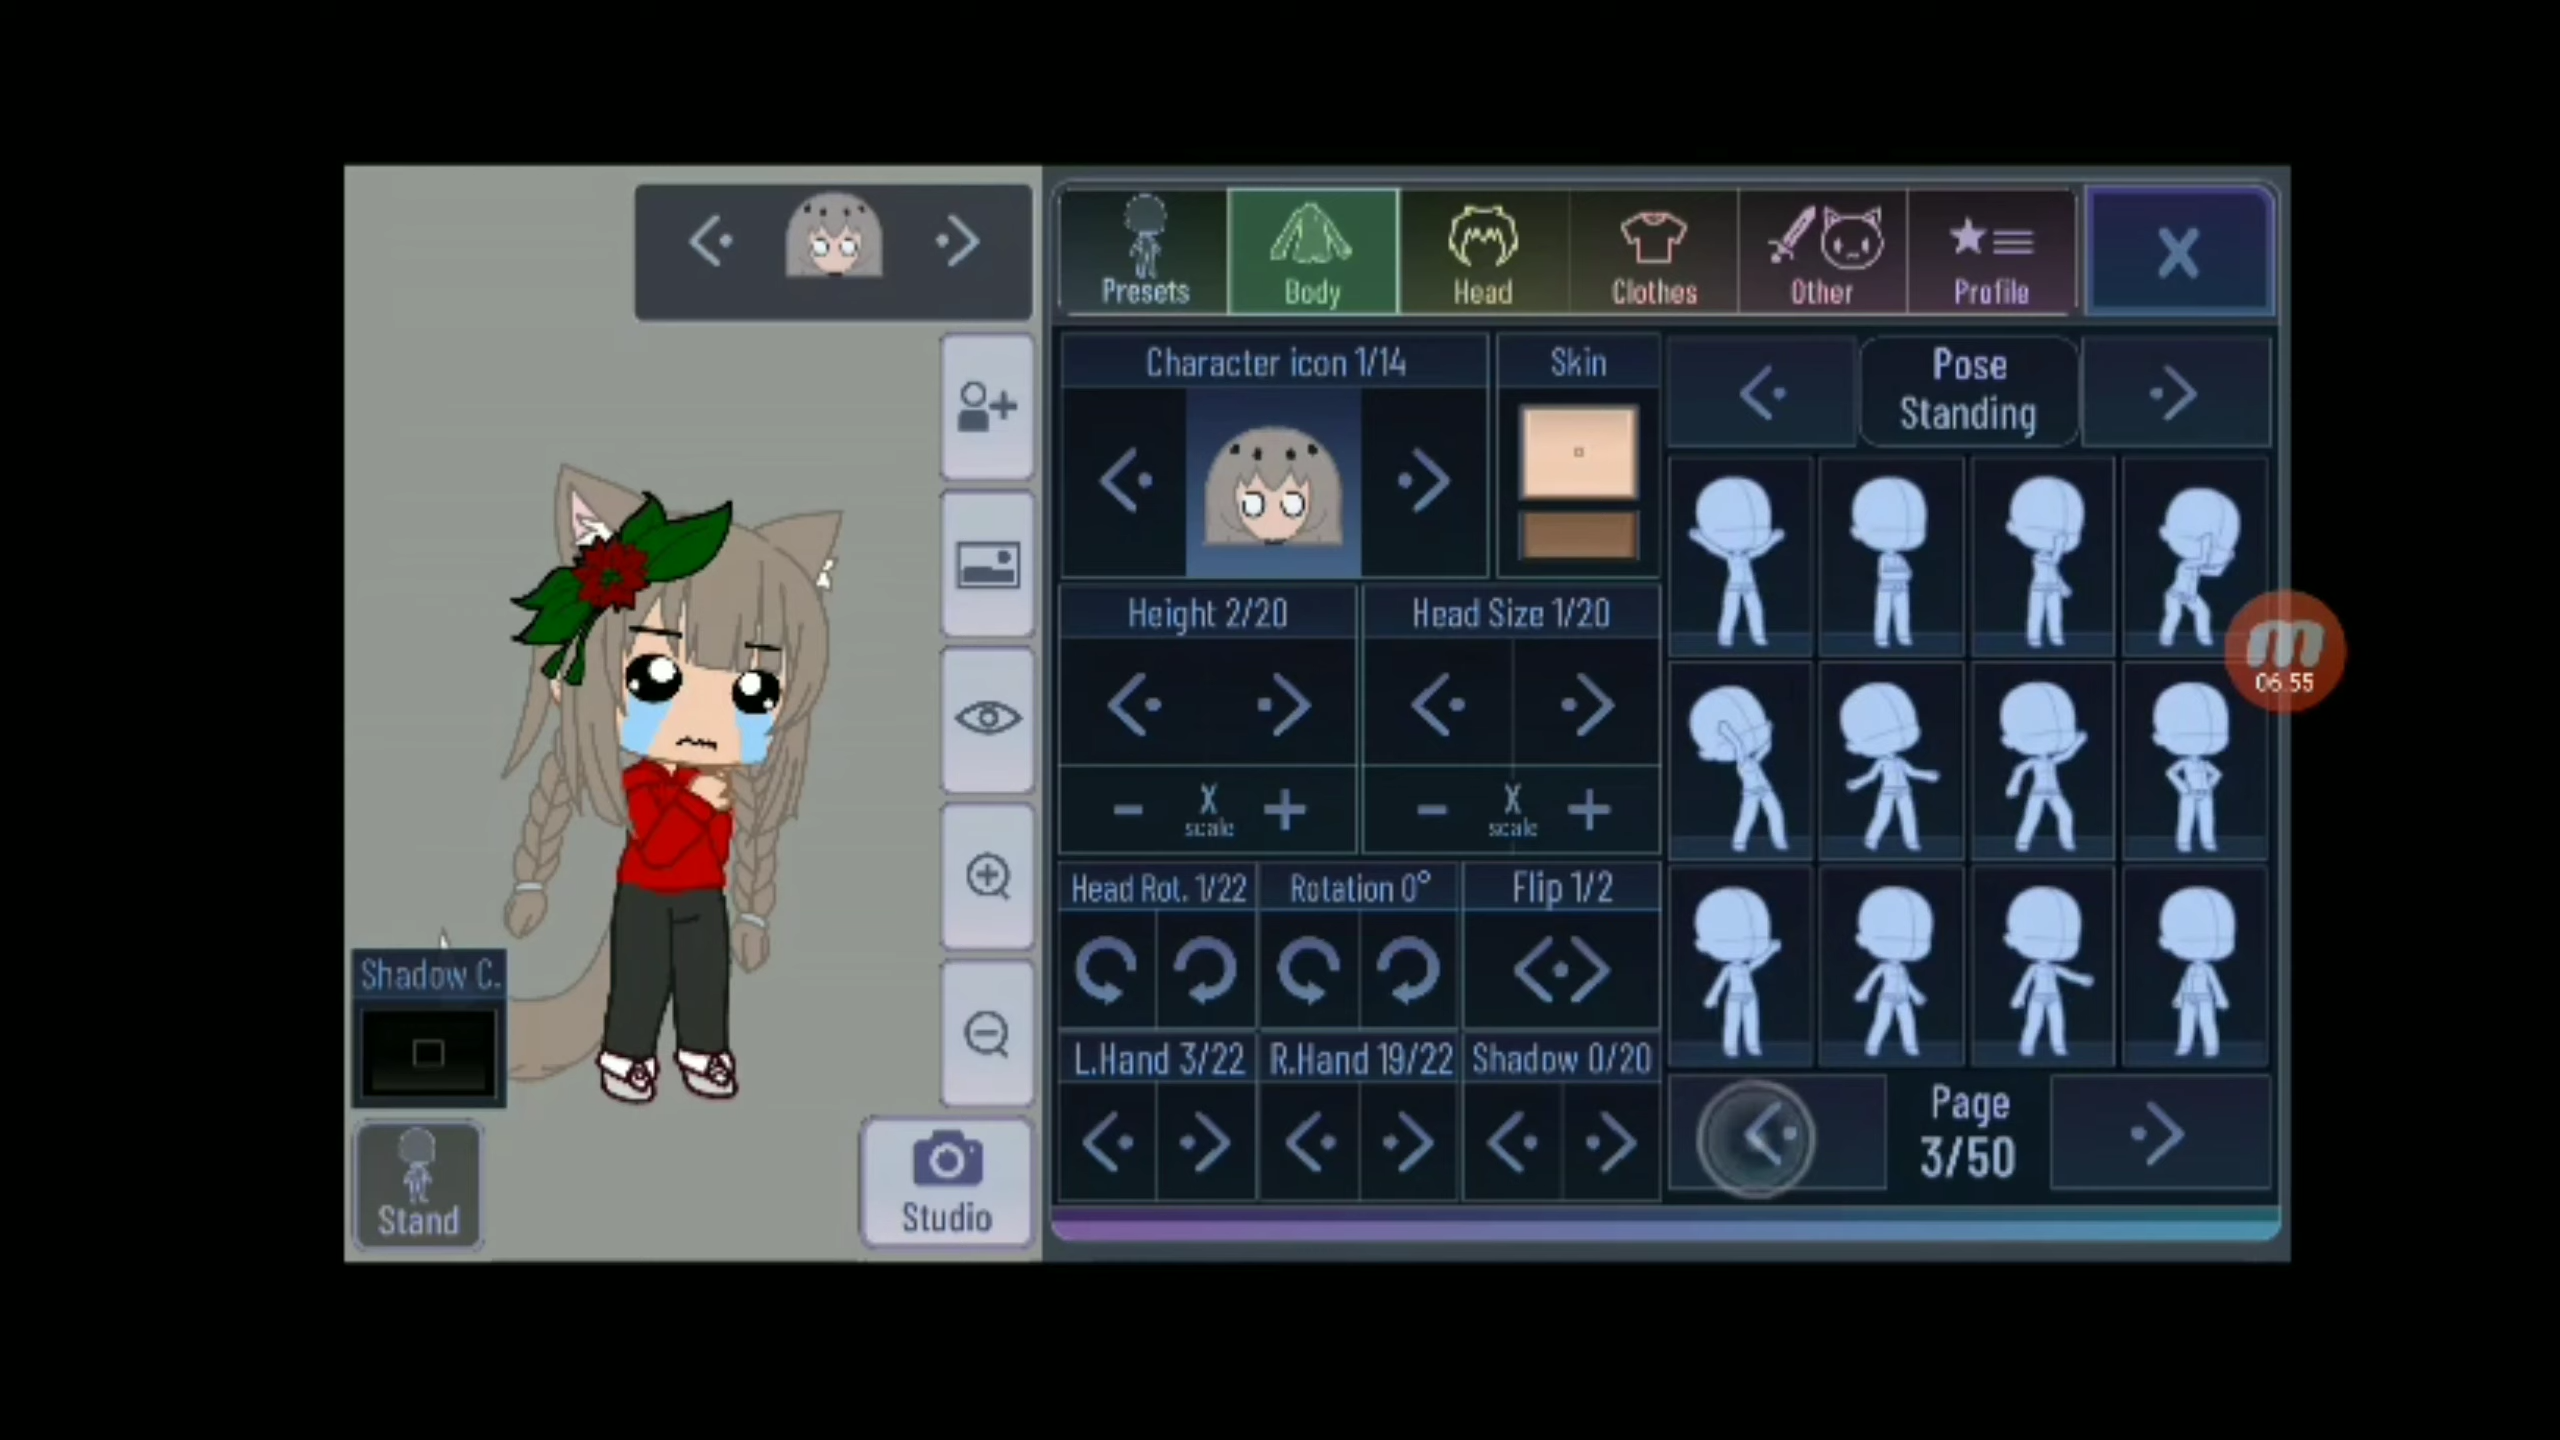 Presets
Body
Head
Clothes
Other
Profile
X
Character icon 1/14
Skin
Pose
Standing
Height 2/20
Head Size 1/20
m
06:55
X
scale
X
scale
Head Rot. 1/22
Rotation 0°
Flip 1/2
Shadow C.
L.Hand 3/22
R.Hand 19/22
Shadow 0/20
Page
3/50
Stand
Studio